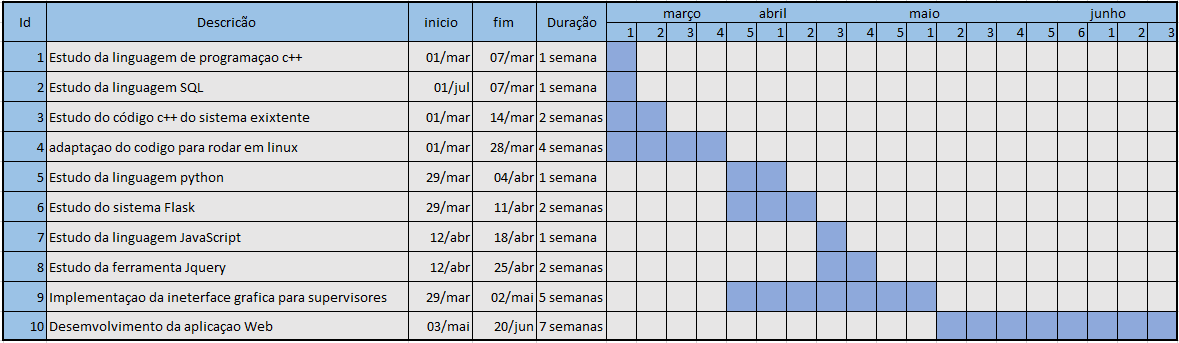 Id Descricão inicio fim Duração março abril maio junho
1 2 3 4 5 1 2 3 4 5 1 2 3 4 5 6 1 2 3
1 Estudo da linguagem de programaçao c++ 01/mar 07/mar 1 semana
2 Estudo da linguagem SQL 01/jul 07/mar 1 semana
3 Estudo do código c++ do sistema exixtente 01/mar 14/mar 2 semanas
4 adaptaçao do codigo para rodar em linux 01/mar 28/mar 4 semanas
5 Estudo da linguagem python 29/mar 04/abr 1 semana
6 Estudo do sistema Flask 29/mar 11/abr 2 semanas
7 Estudo da linguagem JavaScript 12/abr 18/abr 1 semana
8 Estudo da ferramenta Jquery 12/abr 25/abr 2 semanas
9 Implementaçao da ineterface grafica para supervisores 29/mar 02/mai 5 semanas
10 Desemvolvimento da aplicaçao Web 03/mai 20/jun 7 semanas